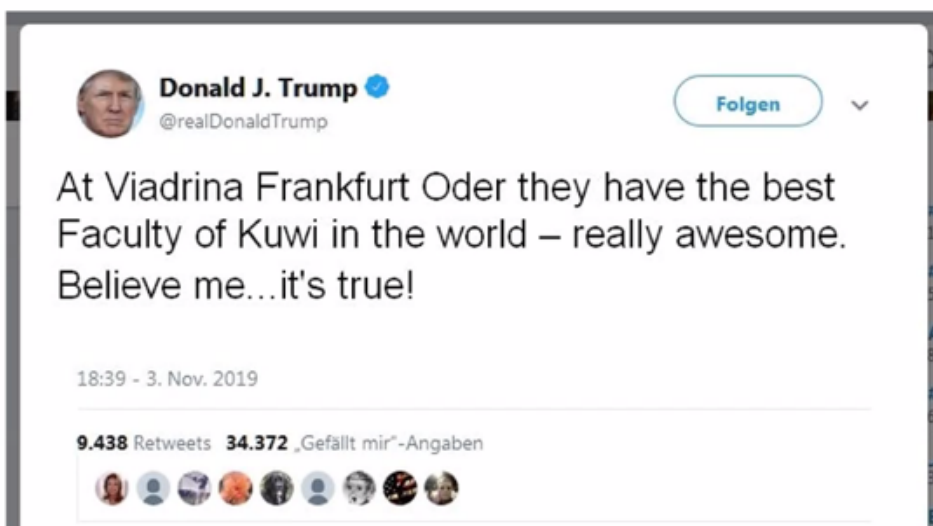 Donald J. Trump
@realDonaldTrump
Folgen
At Viadrina Frankfurt Oder they have the best
Faculty of Kuwi in the world – really awesome.
Believe me...it's true!
18:39 - 3. Nov. 2019
9.438 Retweets 34.372 „Gefällt mir“-Angaben